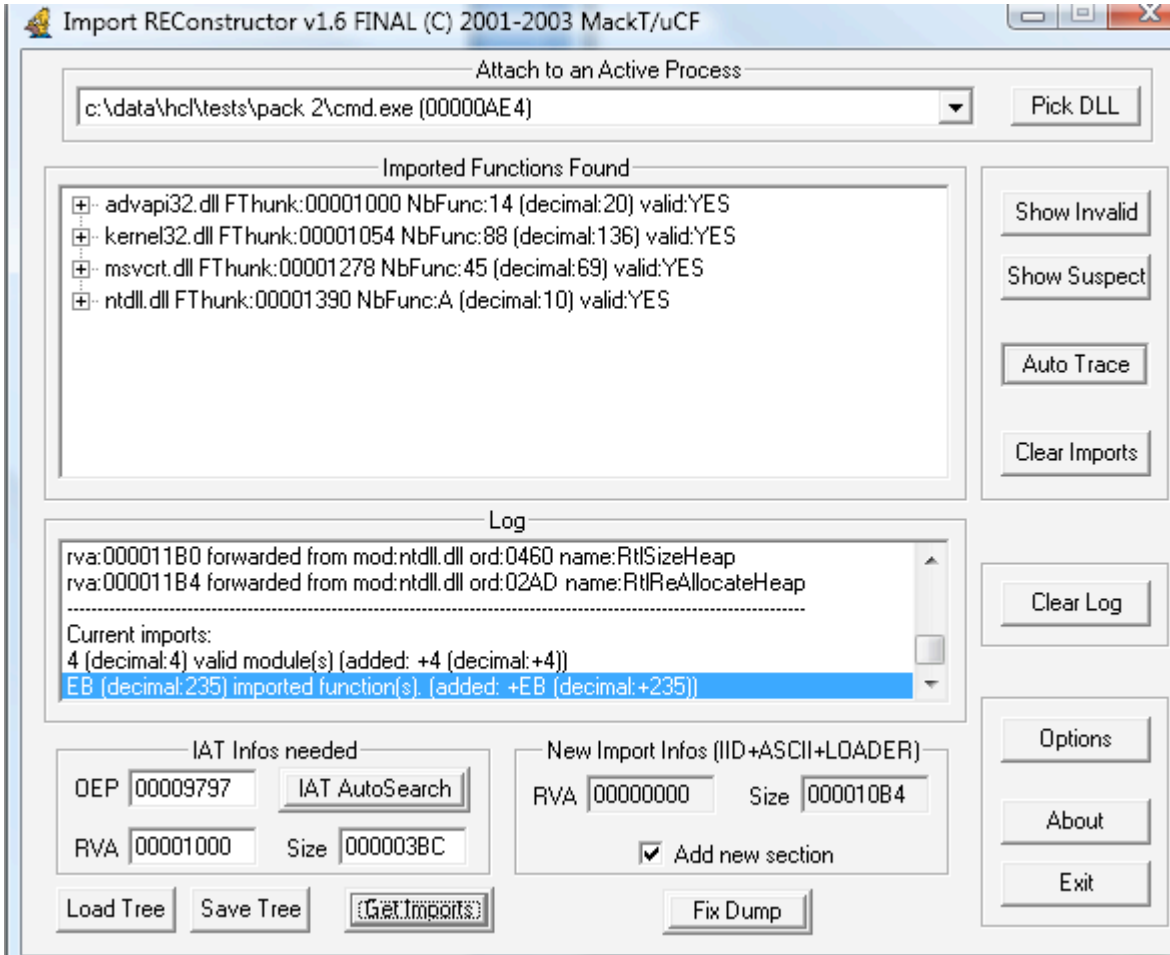 Import REConstructor v1.6 FINAL (C) 2001-2003 MackT/uCF
Attach to an Active Process
c:\data\hcl\tests\pack 2\cmd.exe (00000AE4)
Pick DLL
Imported Functions Found
advapi32.dll FThunk:00001000 NbFunc:14 (decimal:20) valid:YES
kernel32.dll FThunk:00001054 NbFunc:88 (decimal:136) valid:YES
msvcrt.dll FThunk:00001278 NbFunc:45 (decimal:69) valid:YES
ntdll.dll FThunk:00001390 NbFunc:A (decimal:10) valid:YES
Show Invalid
Show Suspect
Auto Trace
Clear Imports
Log
rva:000011B0 forwarded from mod:ntdll.dll ord:0460 name:RtlSizeHeap
rva:000011B4 forwarded from mod:ntdll.dll ord:02AD name:RtlReAllocateHeap
---------------------------------------------------------------------------------------------------------------------------
Current imports:
4 (decimal:4) valid module(s) (added: +4 (decimal:+4))
EB (decimal:235) imported function(s). (added: +EB (decimal:+235))
Clear Log
IAT Infos needed
OEP 00009797 IAT AutoSearch
RVA 00001000 Size 000003BC
New Import Infos (IID+ASCII+LOADER)
RVA 00000000 Size 000010B4
Add new section
Options
About
Exit
Load Tree Save Tree Get Imports Fix Dump